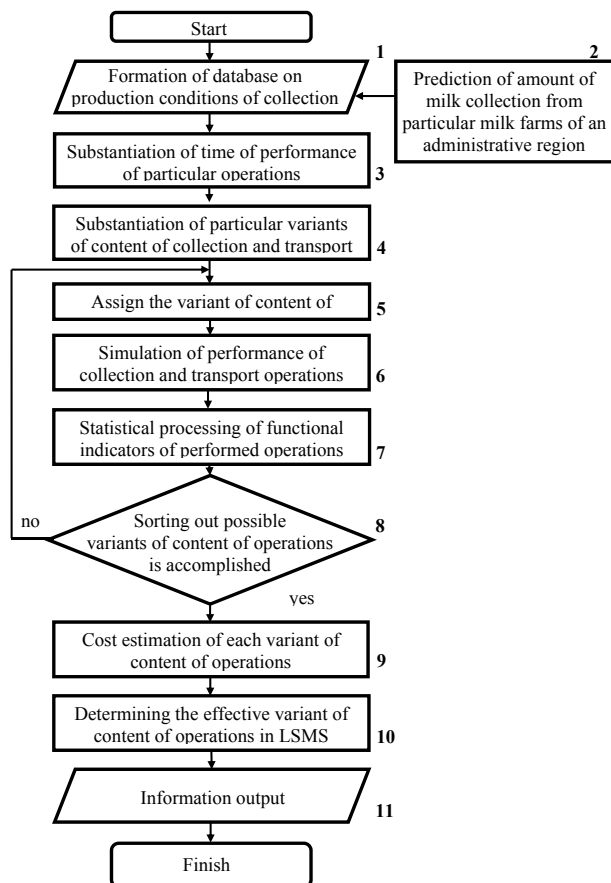 Start
1
Formation of database on
production conditions of collection
2
Prediction of amount of
milk collection from
particular milk farms of an
administrative region
Substantiation of time of performance
of particular operations
3
Substantiation of particular variants
of content of collection and transport
4
Assign the variant of content of
5
Simulation of performance of
collection and transport operations
6
Statistical processing of functional
indicators of performed operations
7
no
Sorting out possible
variants of content of operations
is accomplished
8
yes
Cost estimation of each variant of
content of operations
9
Determining the effective variant of
content of operations in LSMS
10
Information output
11
Finish